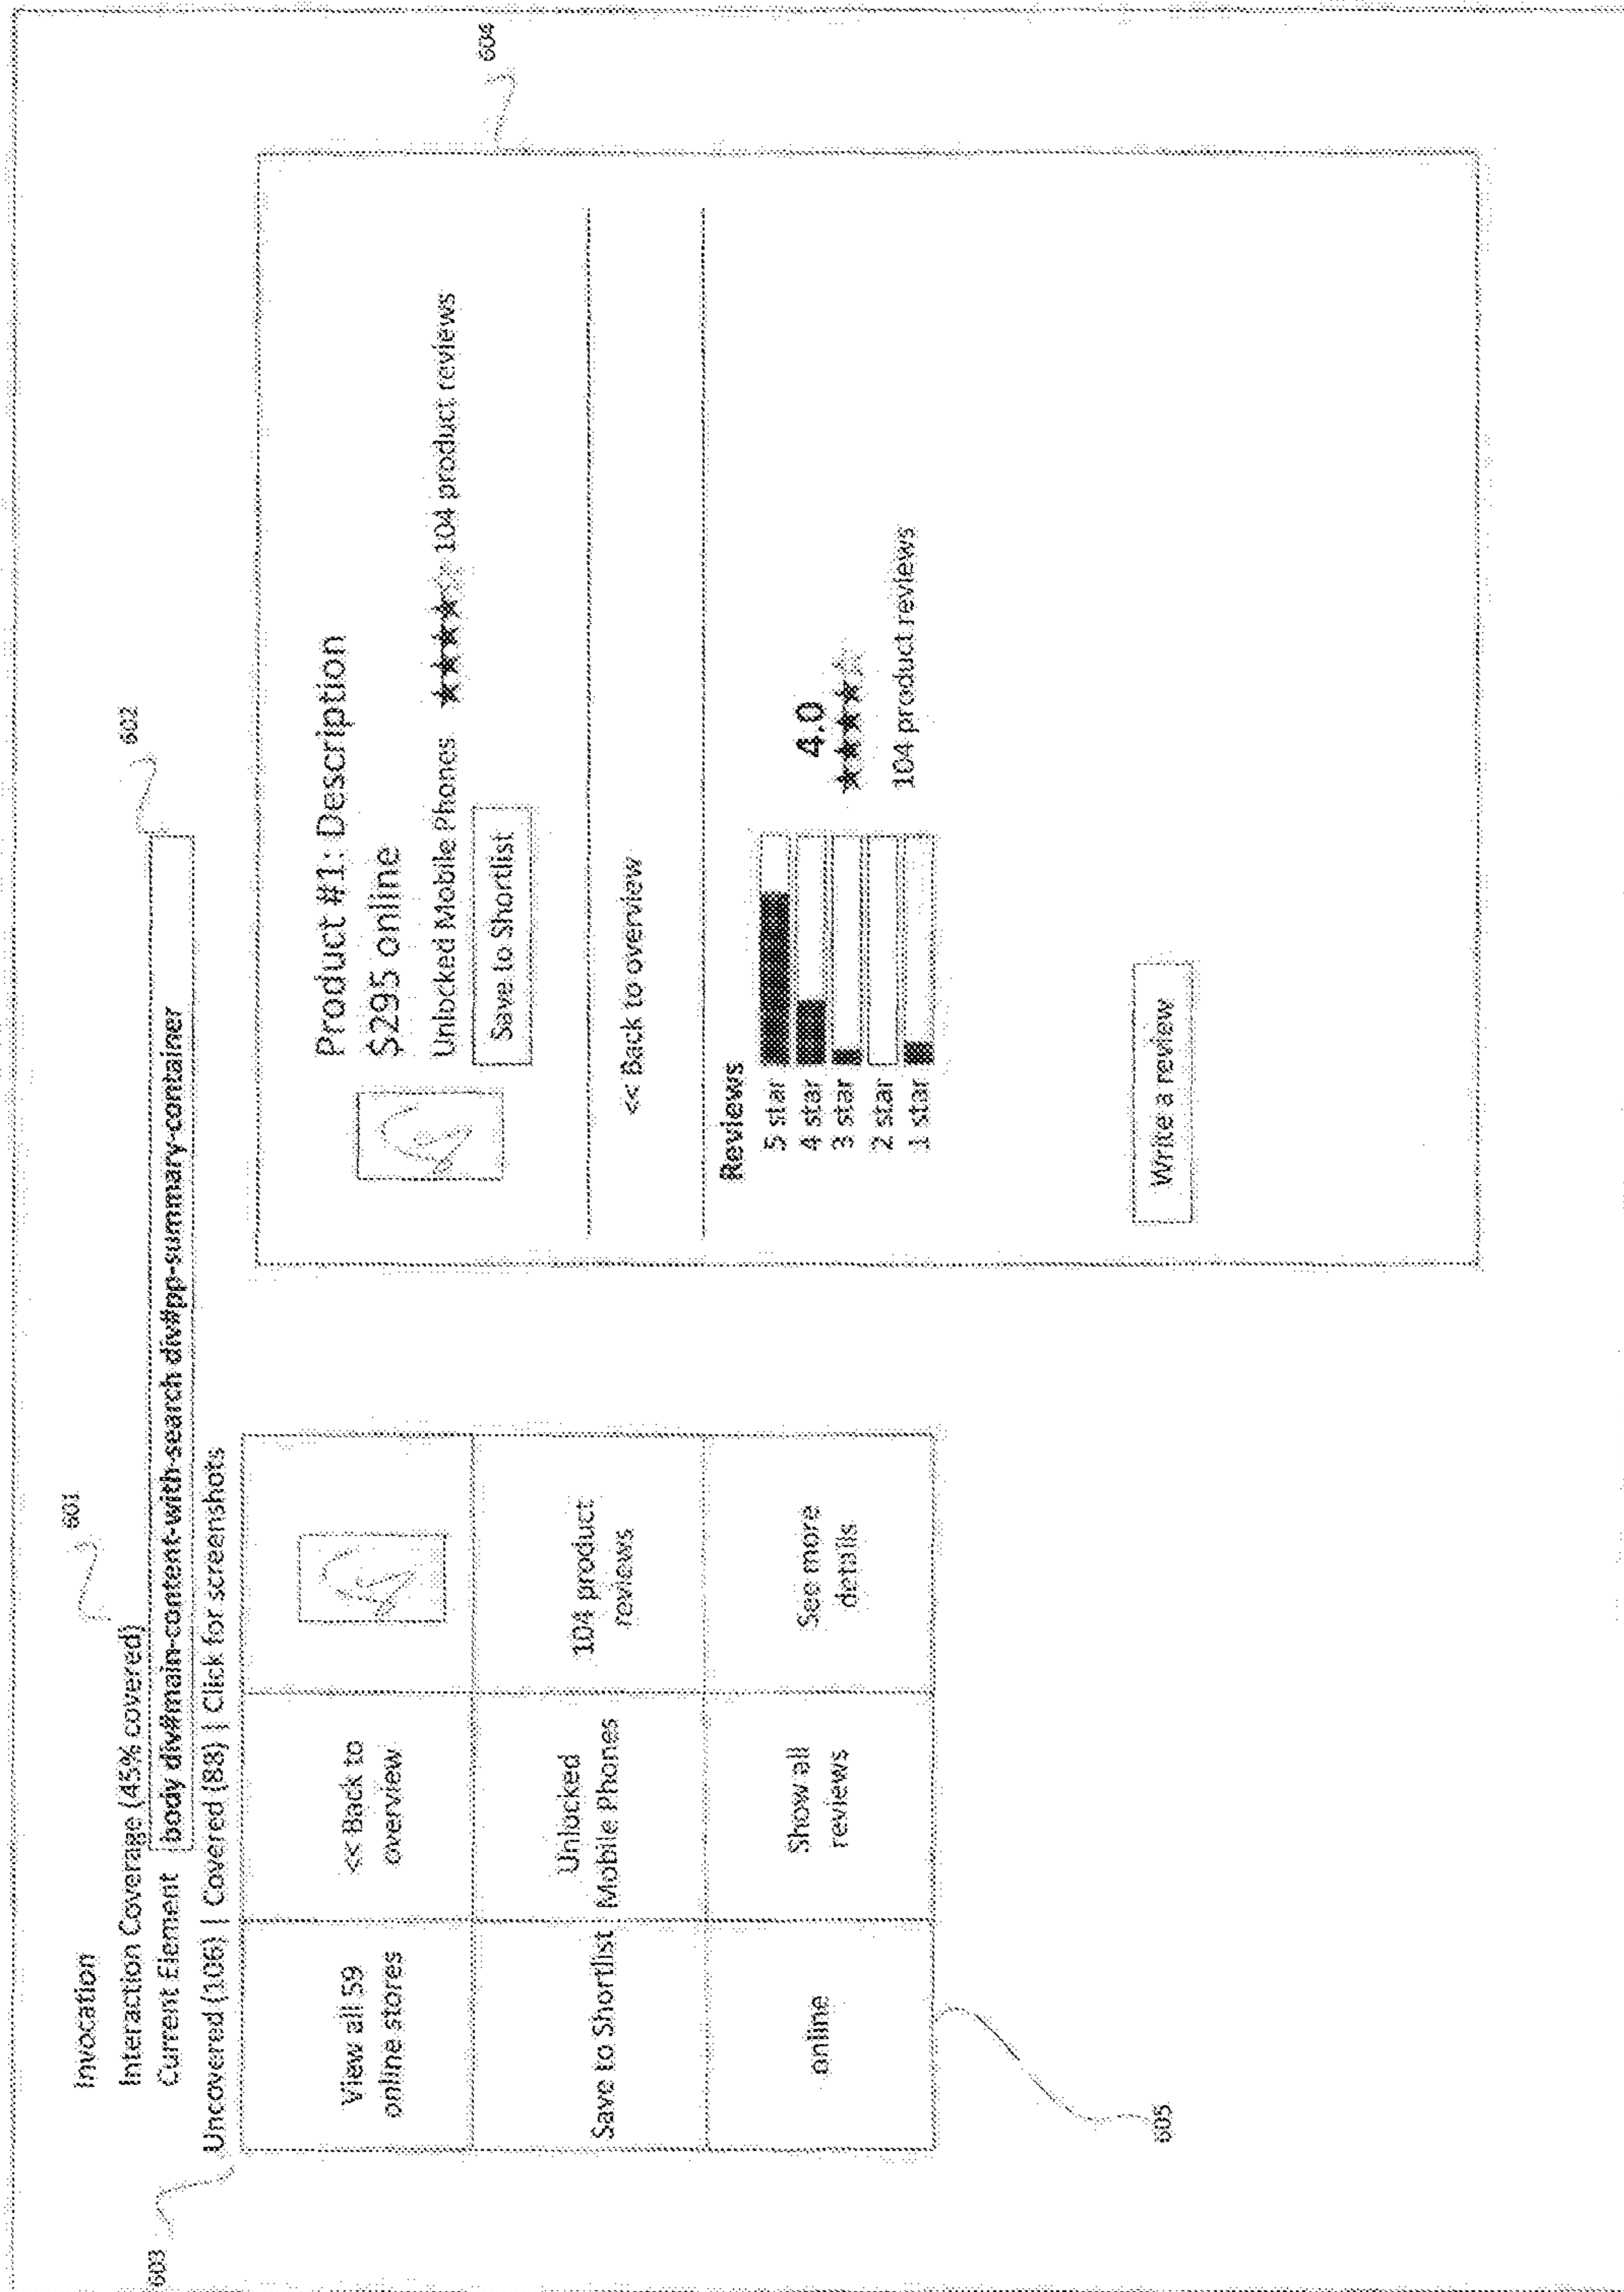 601
602
603
604
Invocation
Interaction Coverage (45% covered)
Current Element body div#main-content-with-search div#pp-summary-container
Uncovered (106) | Covered (88) | Click for screenshots
View all 59
online stores
<< Back to
overview
Save to Shortlist
Unlocked
Mobile Phones
104 product
reviews
online
Show all
reviews
See more
details
605
Product #1: Description
$295 online
Unlocked Mobile Phones ★★★★☆ 104 product reviews
Save to Shortlist
<< Back to overview
Reviews
5 star
4 star
3 star
2 star
1 star
4.0
★★★★☆
104 product reviews
Write a review